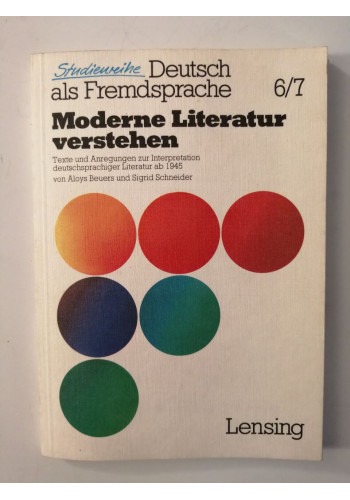 Studienreihe Deutsch
als Fremdsprache 6/7
Moderne Literatur
verstehen
Texte und Anregungen zur Interpretation
deutschsprachiger Literatur ab 1945
von Aloys Beuers und Sigrid Schneider
Lensing